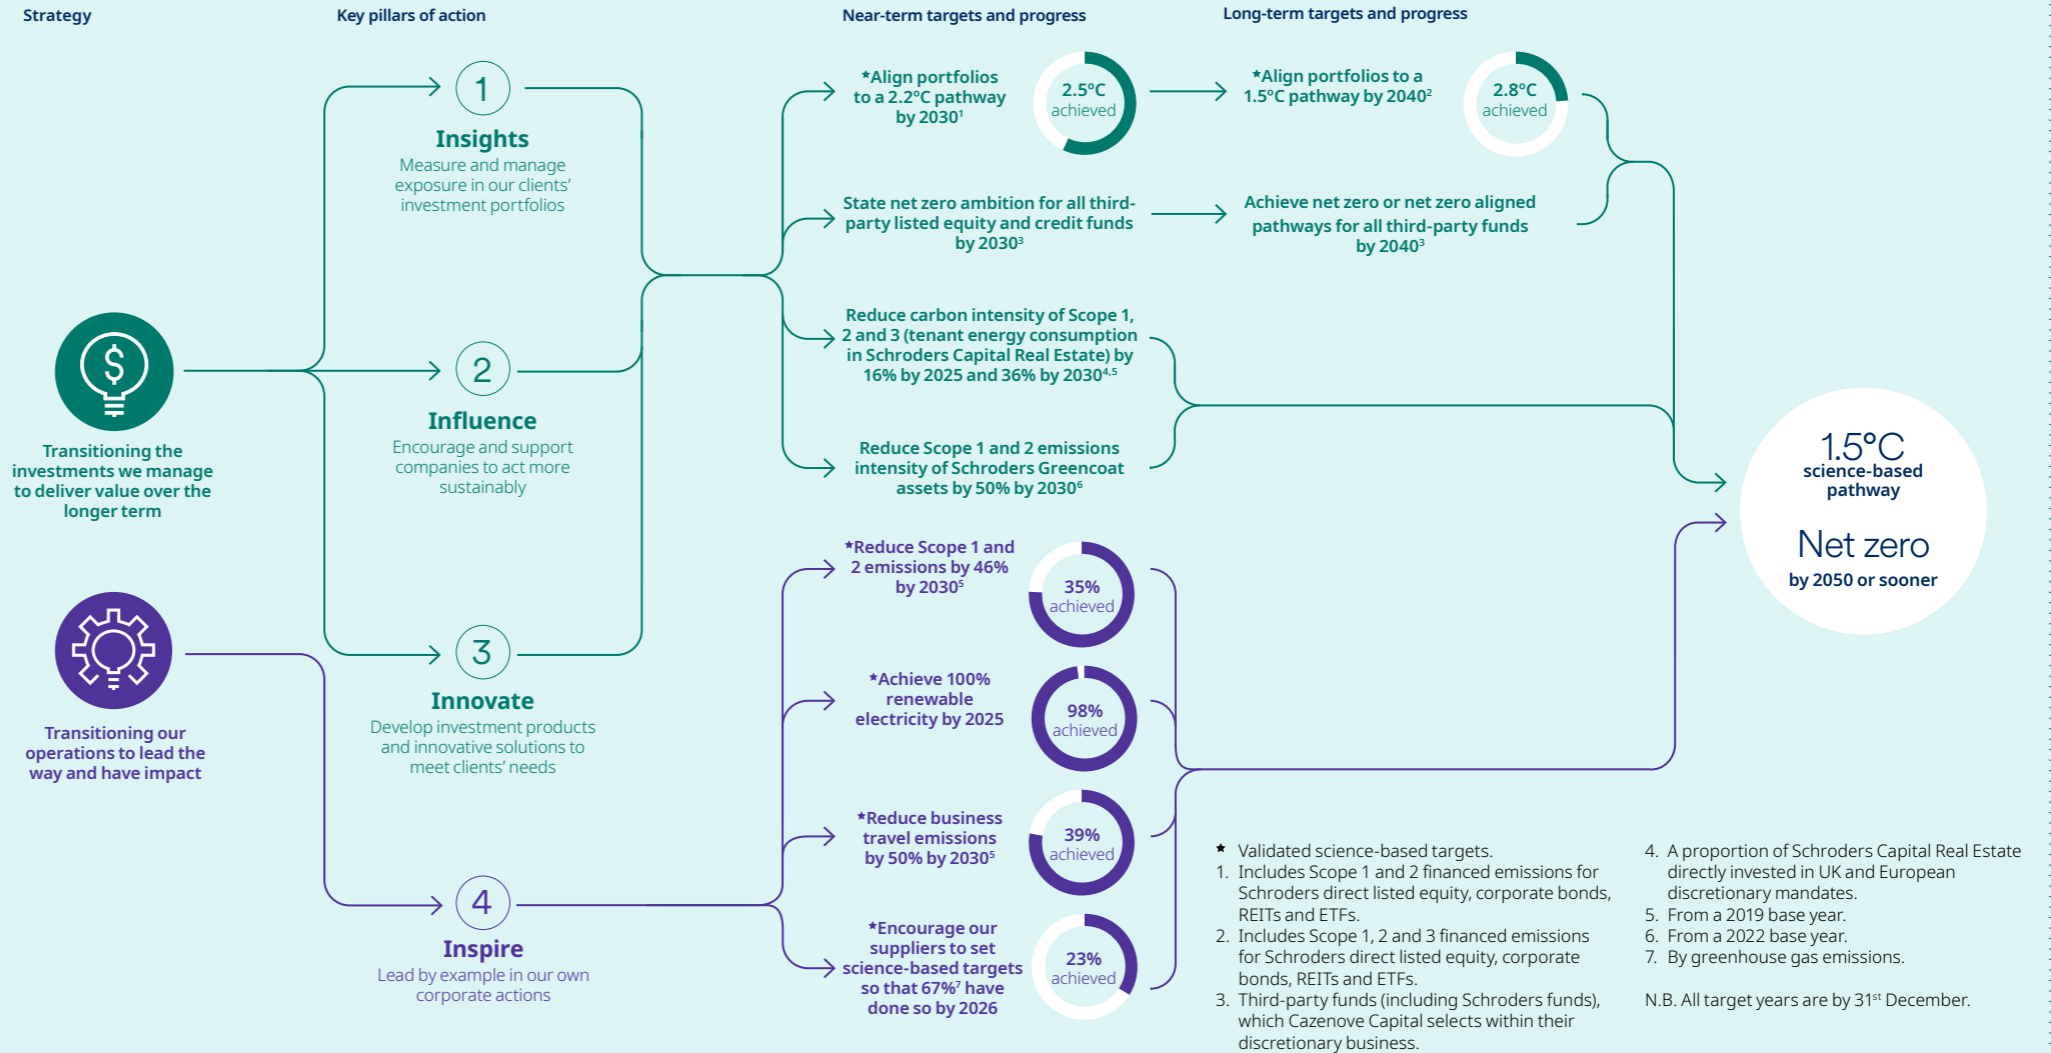 Strategy
Key pillars of action
Near-term targets and progress
Long-term targets and progress
$
Transitioning the
investments we manage
to deliver value over the
longer term
Transitioning our
operations to lead the
way and have impact
1
Insights
Measure and manage
exposure in our clients’
investment portfolios
2
Influence
Encourage and support
companies to act more
sustainably
3
Innovate
Develop investment products
and innovative solutions to
meet clients’ needs
4
Inspire
Lead by example in our own
corporate actions
★Align portfolios
to a 2.2°C pathway
by 2030¹
2.5°C
achieved
★Align portfolios to a
1.5°C pathway by 2040²
2.8°C
achieved
State net zero ambition for all third-
party listed equity and credit funds
by 2030³
Achieve net zero or net zero aligned
pathways for all third-party funds
by 2040³
Reduce carbon intensity of Scope 1,
2 and 3 (tenant energy consumption
in Schroders Capital Real Estate) by
16% by 2025 and 36% by 2030⁴,⁵
Reduce Scope 1 and 2 emissions
intensity of Schroders Greencoat
assets by 50% by 2030⁶
★Reduce Scope 1 and
2 emissions by 46%
by 2030⁵
35%
achieved
★Achieve 100%
renewable
electricity by 2025
98%
achieved
★Reduce business
travel emissions
by 50% by 2030⁵
39%
achieved
★Encourage our
suppliers to set
science-based targets
so that 67%⁷ have
done so by 2026
23%
achieved
1.5°C
science-based
pathway
Net zero
by 2050 or sooner
★ Validated science-based targets.
1. Includes Scope 1 and 2 financed emissions for
Schroders direct listed equity, corporate bonds,
REITs and ETFs.
2. Includes Scope 1, 2 and 3 financed emissions
for Schroders direct listed equity, corporate
bonds, REITs and ETFs.
3. Third-party funds (including Schroders funds),
which Cazenove Capital selects within their
discretionary business.
4. A proportion of Schroders Capital Real Estate
directly invested in UK and European
discretionary mandates.
5. From a 2019 base year.
6. From a 2022 base year.
7. By greenhouse gas emissions.
N.B. All target years are by 31ˢᵗ December.